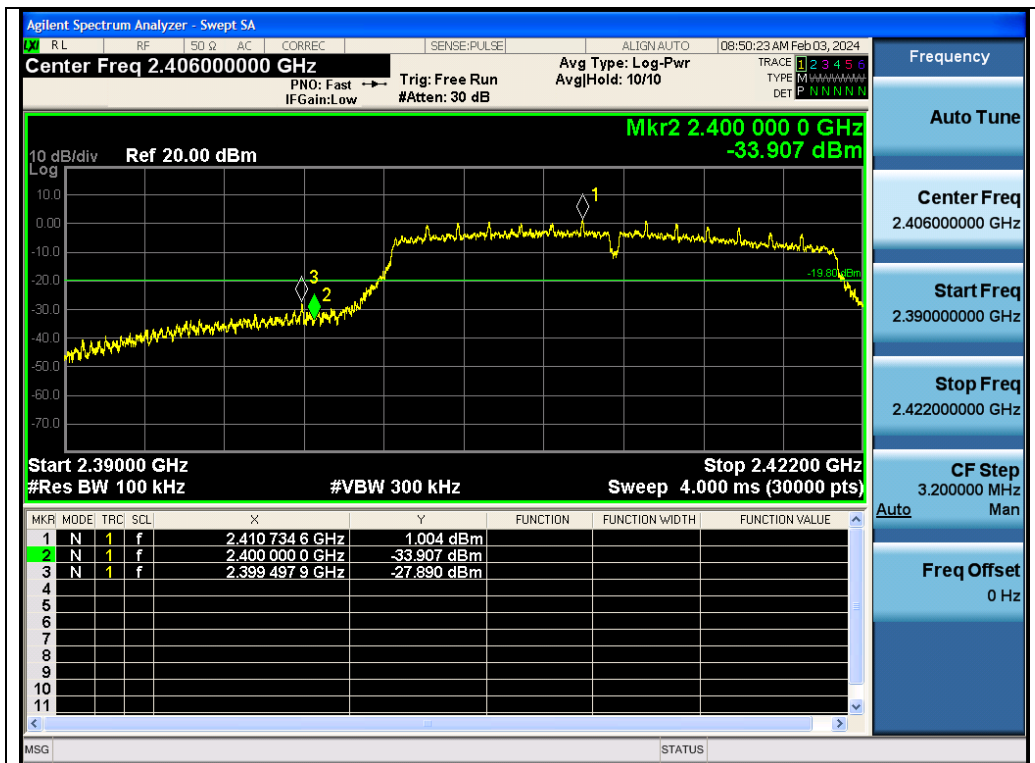 Agilent Spectrum Analyzer - Swept SA
LXI RL RF 50 Ω AC CORREC SENSE:PULSE ALIGN AUTO 08:50:23 AM Feb 03, 2024
Center Freq 2.406000000 GHz
PNO: Fast
IFGain:Low
Trig: Free Run
#Atten: 30 dB
Avg Type: Log-Pwr
Avg|Hold: 10/10
TRACE 1 2 3 4 5 6
TYPE M
DET P N N N N N
Mkr2 2.400 000 0 GHz
-33.907 dBm
10 dB/div Ref 20.00 dBm
Log
10.0
0.00
-10.0
-20.0
-30.0
-40.0
-50.0
-60.0
-70.0
1
3
2
-19.80 dBm
Start 2.39000 GHz Stop 2.42200 GHz
#Res BW 100 kHz #VBW 300 kHz Sweep 4.000 ms (30000 pts)
MKR MODE TRC SCL X Y FUNCTION FUNCTION WIDTH FUNCTION VALUE
1 N 1 f 2.410 734 6 GHz 1.004 dBm
2 N 1 f 2.400 000 0 GHz -33.907 dBm
3 N 1 f 2.399 497 9 GHz -27.890 dBm
4
5
6
7
8
9
10
11
MSG STATUS
Frequency
Auto Tune
Center Freq
2.406000000 GHz
Start Freq
2.390000000 GHz
Stop Freq
2.422000000 GHz
CF Step
3.200000 MHz
Auto Man
Freq Offset
0 Hz